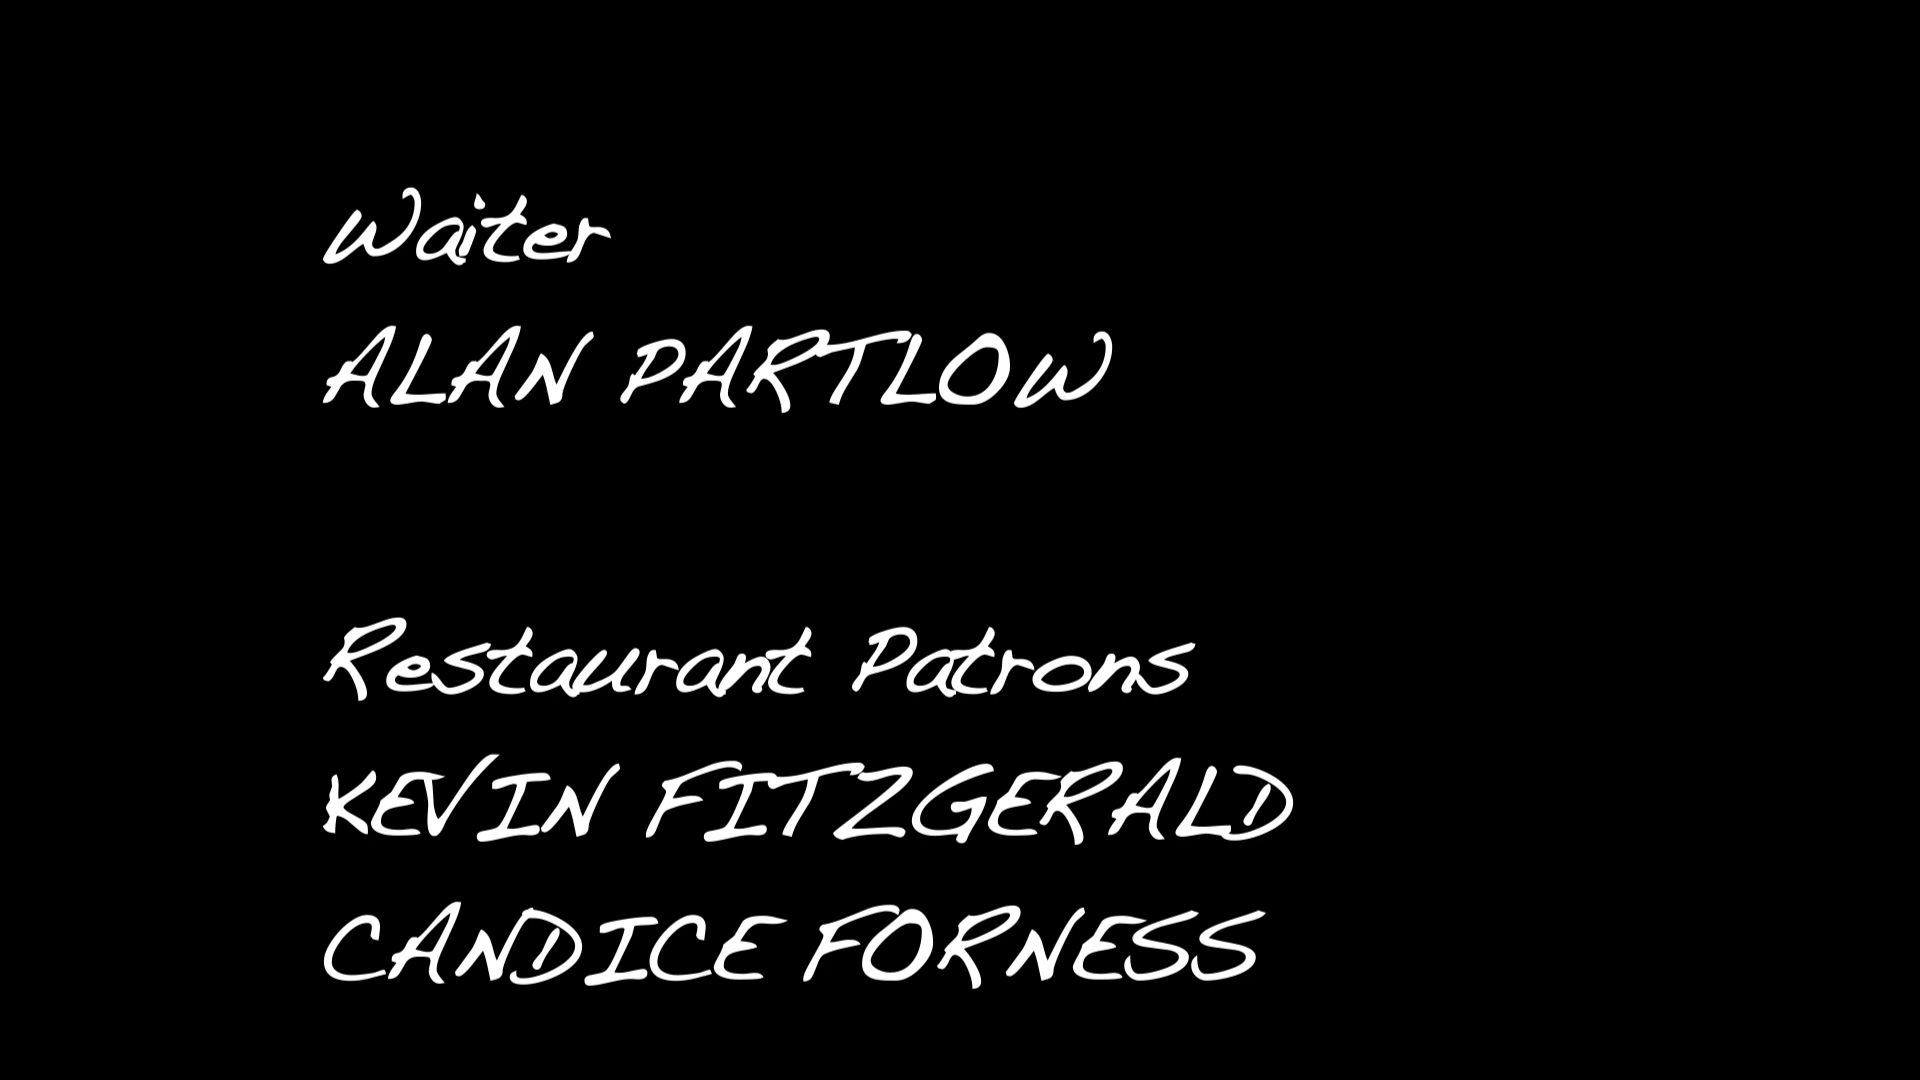 Waiter
ALAN PARTLOW
Restaurant Patrons
KEVIN FITZGERALD
CANDICE FORNESS